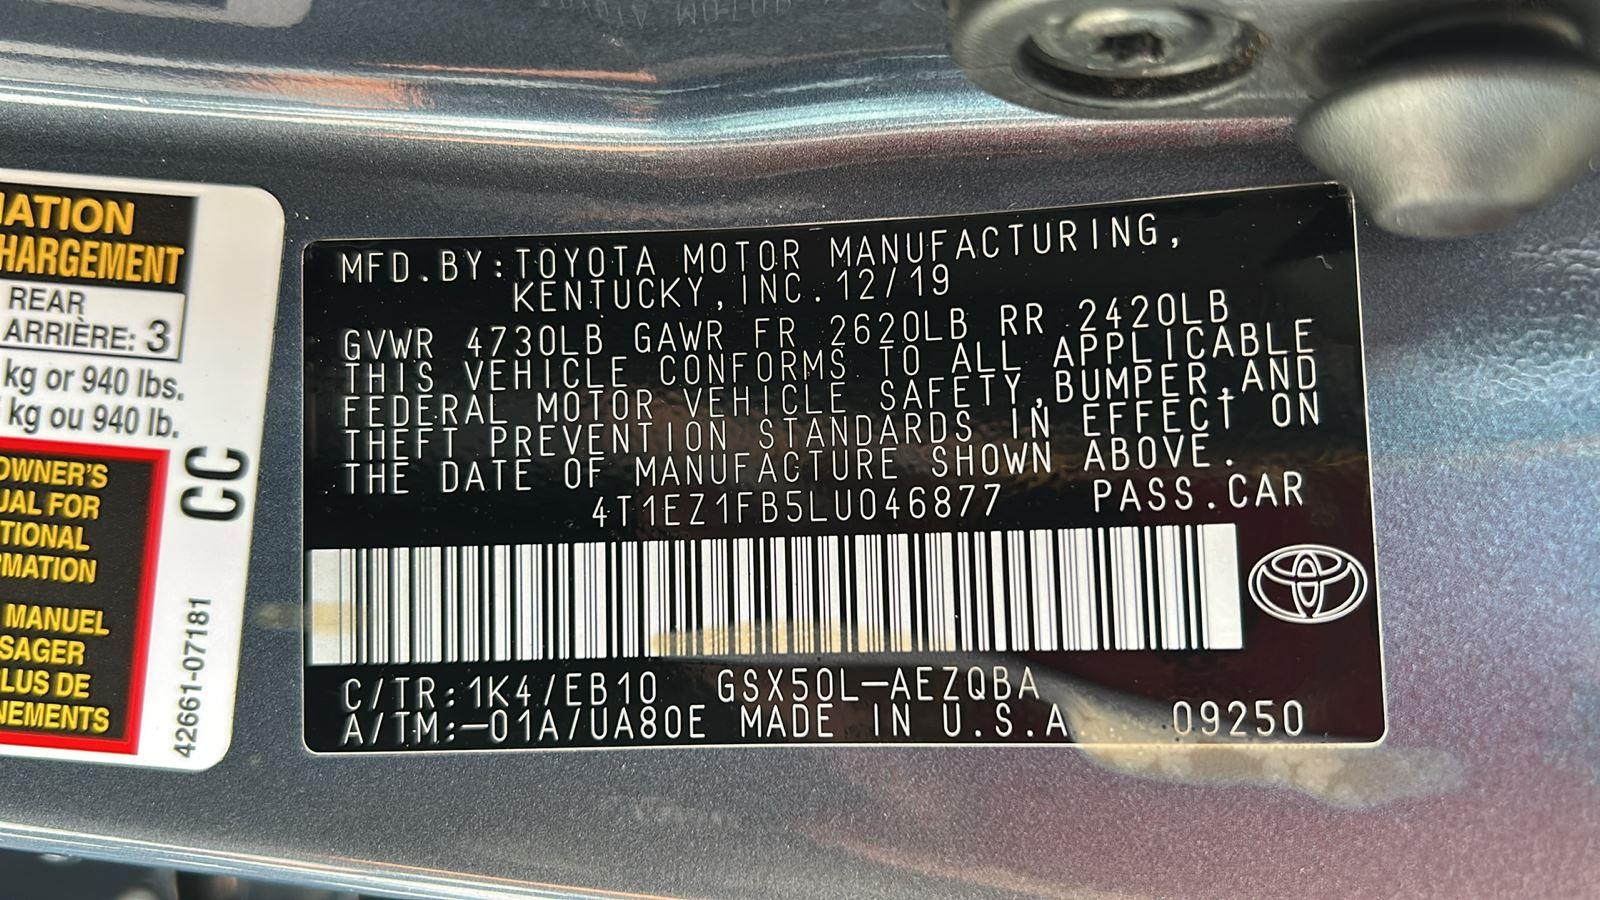 MATION
CHARGEMENT
REAR
ARRIÈRE: 3
kg or 940 lbs.
kg ou 940 lb.
OWNER'S
UAL FOR
TIONAL
RMATION
MANUEL
SAGER
LUS DE
NEMENTS
CC
42661-07181
MFD.BY:TOYOTA MOTOR MANUFACTURING,
KENTUCKY,INC.12/19
GVWR 4730LB GAWR FR 2620LB RR 2420LB
THIS VEHICLE CONFORMS TO ALL APPLICABLE
FEDERAL MOTOR VEHICLE SAFETY,BUMPER,AND
THEFT PREVENTION STANDARDS IN EFFECT ON
THE DATE OF MANUFACTURE SHOWN ABOVE.
4T1EZ1FB5LU046877 PASS.CAR
C/TR:1K4/EB10 GSX50L-AEZQBA
A/TM:-01A/UA80E MADE IN U.S.A. 09250